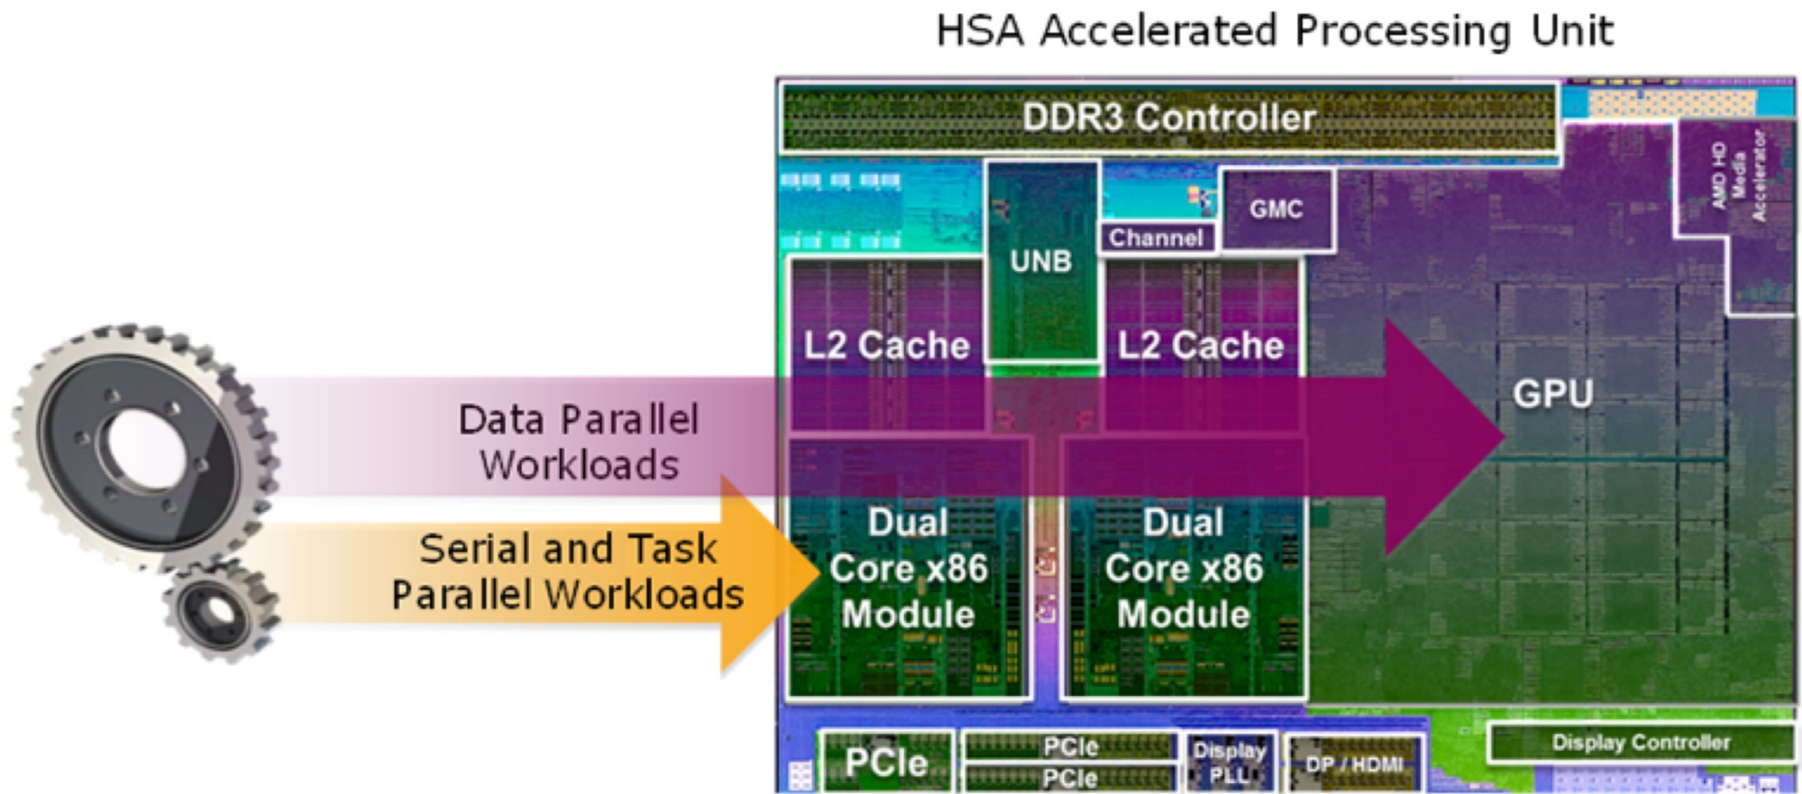 HSA Accelerated Processing Unit
DDR3 Controller
AMD HD
Media
Accelerator
GMC
Channel
UNB
L2 Cache
L2 Cache
GPU
Data Parallel
Workloads
Serial and Task
Parallel Workloads
Dual
Core x86
Module
Dual
Core x86
Module
PCIe
PCIe
PCIe
Display
PLL
DP / HDMI
Display Controller